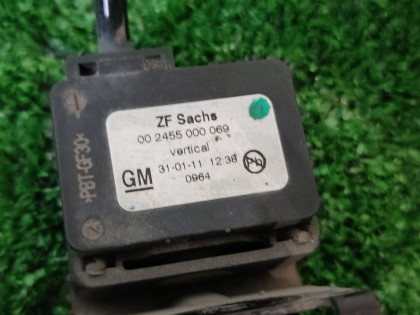 ZF Sachs
00 2455 000 069
vertical
GM 31-01-11 12:38
Pb
0964
>PBT-GF30<